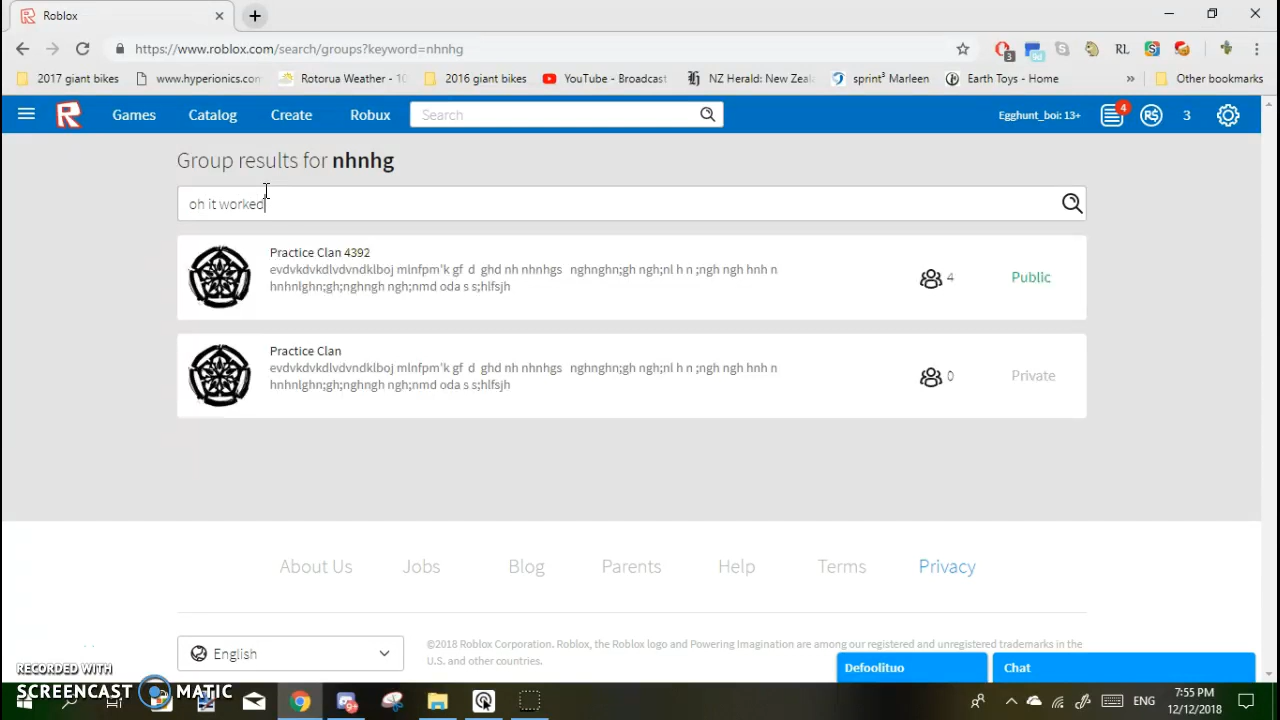 Roblox
https://www.roblox.com/search/groups?keyword=nhnhg
3
9d
RL
2017 giant bikes
www.hyperionics.com
Rotorua Weather - 10
2016 giant bikes
YouTube - Broadcast
NZ Herald: New Zeal
sprint³ Marleen
Earth Toys - Home
»
Other bookmarks
Games
Catalog
Create
Robux
Search
Egghunt_boi: 13+
4
R$
3
Group results for nhnhg
oh it worked
Practice Clan 4392
evdvkdvkdlvdvndklboj mlnfpm'k gf d ghd nh nhnhgs nghnghn;gh ngh;nl h n ;ngh ngh hnh n
hnhnlghn;gh;nghngh ngh;nmd oda s s;hlfsjh
4
Public
Practice Clan
evdvkdvkdlvdvndklboj mlnfpm'k gf d ghd nh nhnhgs nghnghn;gh ngh;nl h n ;ngh ngh hnh n
hnhnlghn;gh;nghngh ngh;nmd oda s s;hlfsjh
0
Private
About Us
Jobs
Blog
Parents
Help
Terms
Privacy
English
©2018 Roblox Corporation. Roblox, the Roblox logo and Powering Imagination are among our registered and unregistered trademarks in the
U.S. and other countries.
Defoolituo
Chat
RECORDED WITH
SCREENCAST MATIC
ENG
7:55 PM
12/12/2018